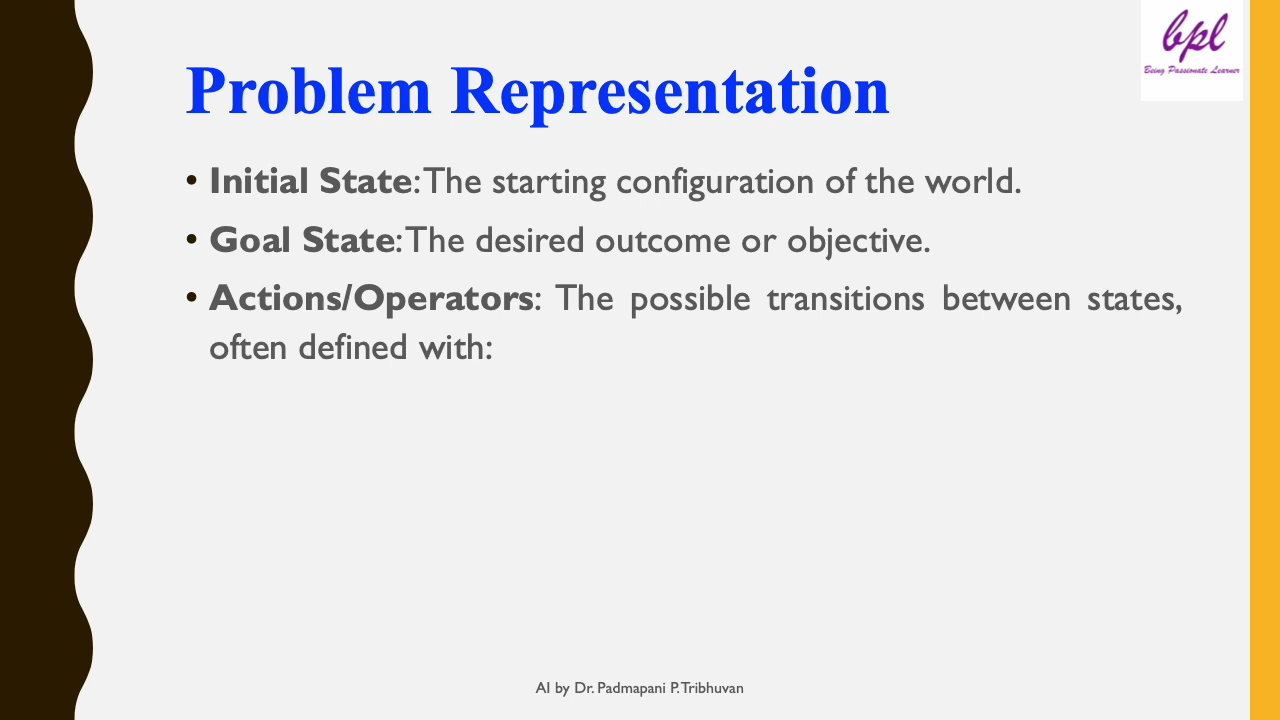 bpl
Being Passionate Learner
Problem Representation
• Initial State: The starting configuration of the world.
• Goal State: The desired outcome or objective.
• Actions/Operators: The possible transitions between states,
often defined with:
AI by Dr. Padmapani P. Tribhuvan